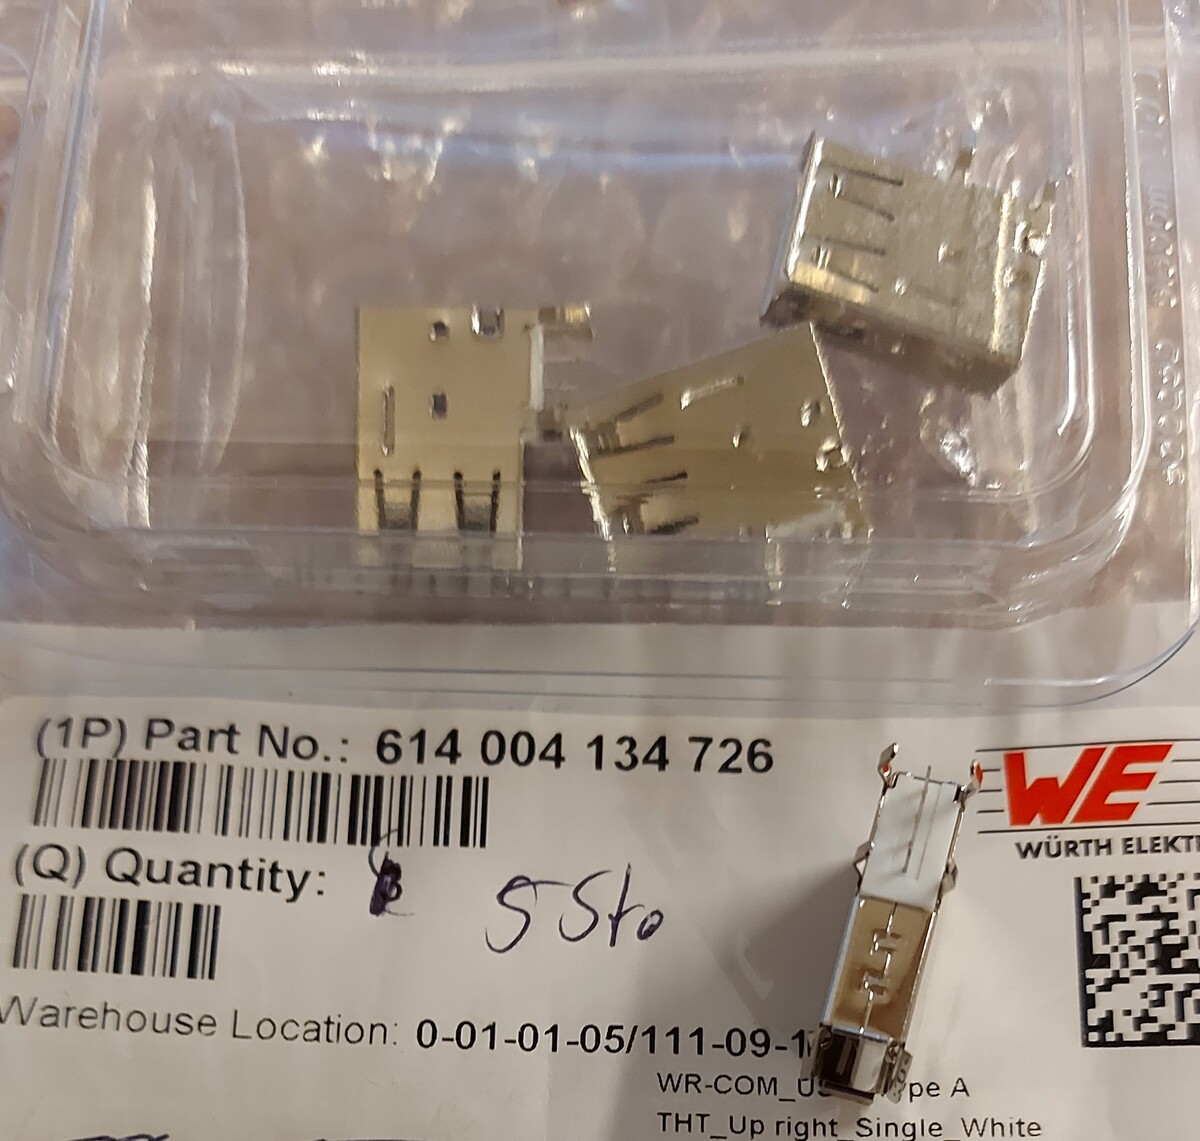 (1P) Part No.: 614 004 134 726
WE
WÜRTH ELEKT
(Q) Quantity:
5 St.
Warehouse Location: 0-01-01-05/111-09-1
WR-COM_U pe A
THT_Up right_Single_White